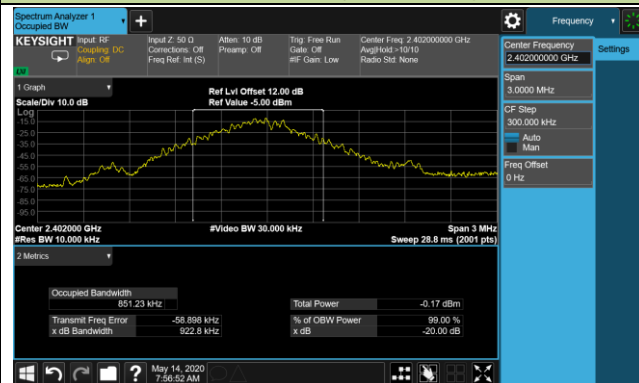 Spectrum Analyzer 1
Occupied BW
Frequency
KEYSIGHT Input: RF Input Z: 50 Ω Atten: 10 dB Trig: Free Run Center Freq: 2.402000000 GHz
Coupling: DC Corrections: Off Preamp: Off Gate: Off Avg|Hold:>10/10
Align: Off Freq Ref: Int (S) #IF Gain: Low Radio Std: None
LXI
Center Frequency
2.402000000 GHz
Settings
Span
3.0000 MHz
CF Step
300.000 kHz
Auto
Man
Freq Offset
0 Hz
1 Graph
Scale/Div 10.0 dB
Ref Lvl Offset 12.00 dB
Ref Value -5.00 dBm
Log
-15.0
-25.0
-35.0
-45.0
-55.0
-65.0
-75.0
-85.0
-95.0
Center 2.402000 GHz #Video BW 30.000 kHz Span 3 MHz
#Res BW 10.000 kHz Sweep 28.8 ms (2001 pts)
2 Metrics
Occupied Bandwidth
851.23 kHz
Total Power -0.17 dBm
Transmit Freq Error -58.898 kHz % of OBW Power 99.00 %
x dB Bandwidth 922.8 kHz x dB -20.00 dB
?
May 14, 2020
7:56:52 AM